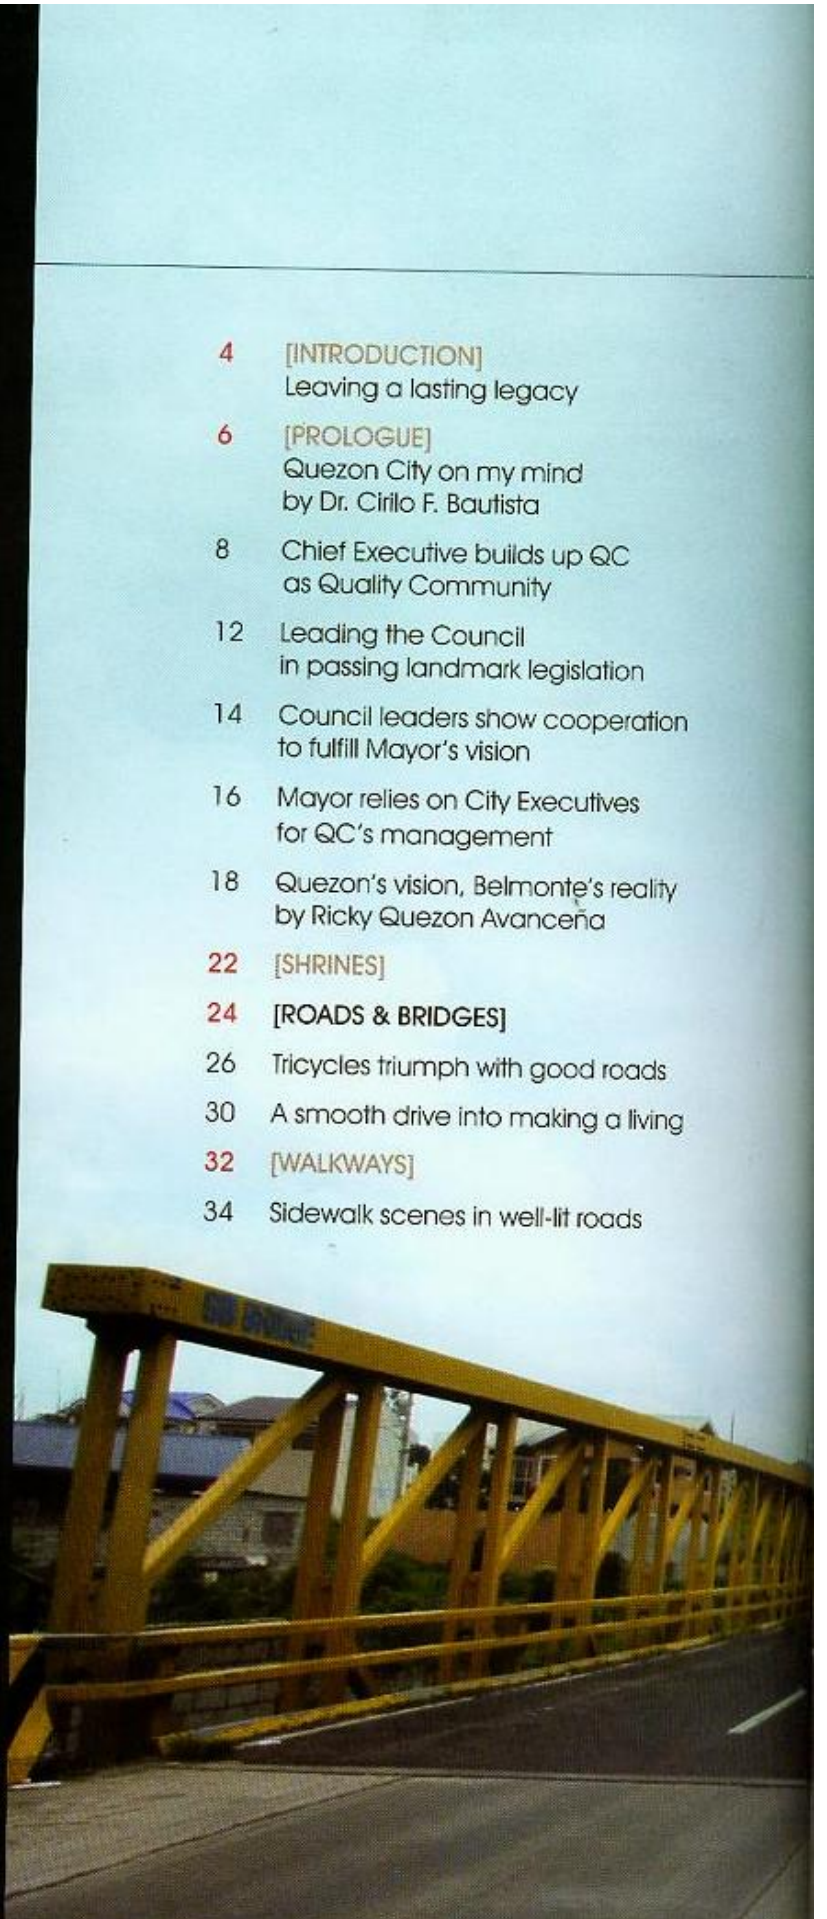 4 [INTRODUCTION]
Leaving a lasting legacy
6 [PROLOGUE]
Quezon City on my mind
by Dr. Cirilo F. Bautista
8 Chief Executive builds up QC
as Quality Community
12 Leading the Council
in passing landmark legislation
14 Council leaders show cooperation
to fulfill Mayor's vision
16 Mayor relies on City Executives
for QC's management
18 Quezon's vision, Belmonte's reality
by Ricky Quezon Avanceña
22 [SHRINES]
24 [ROADS & BRIDGES]
26 Tricycles triumph with good roads
30 A smooth drive into making a living
32 [WALKWAYS]
34 Sidewalk scenes in well-lit roads